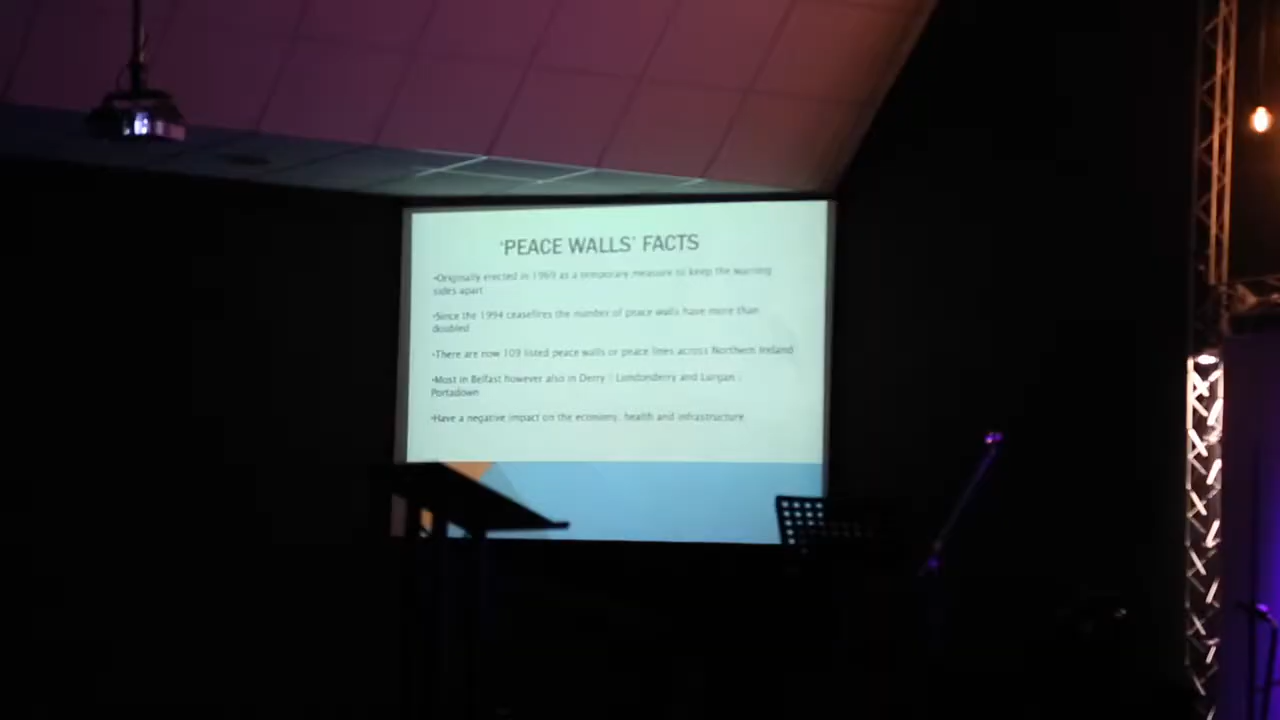 ‘PEACE WALLS’ FACTS
•Originally erected in 1969 as a temporary measure to keep the warring
sides apart
•Since the 1994 ceasefires the number of peace walls have more than
doubled
•There are now 109 listed peace walls or peace lines across Northern Ireland
•Most in Belfast however also in Derry / Londonderry and Lurgan /
Portadown
•Have a negative impact on the economy, health and infrastructure